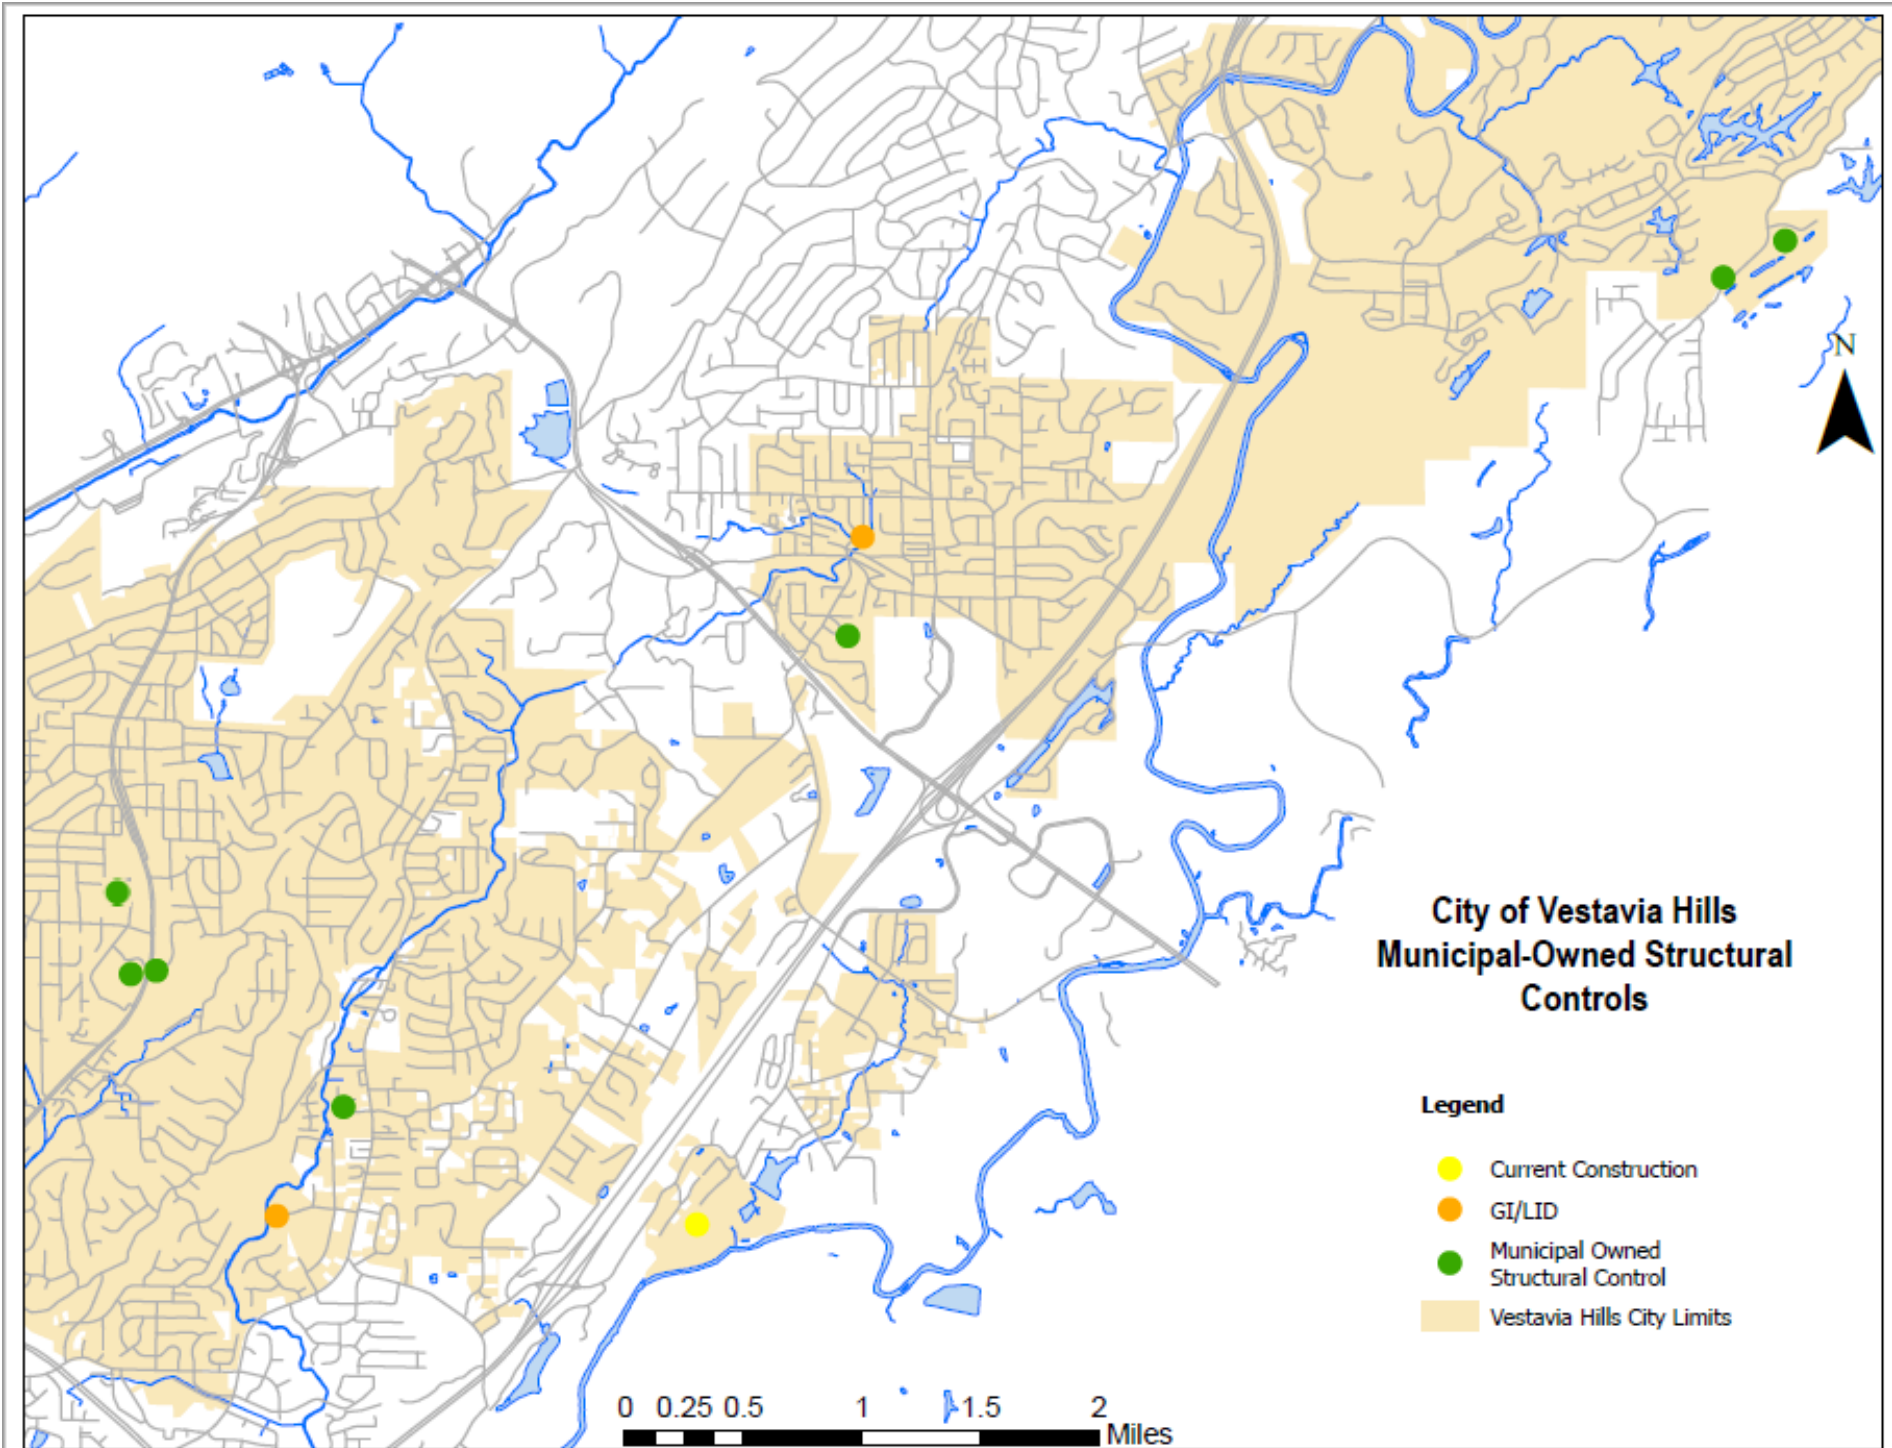 N
City of Vestavia Hills
Municipal-Owned Structural
Controls
Legend
Current Construction
GI/LID
Municipal Owned
Structural Control
Vestavia Hills City Limits
0 0.25 0.5 1 1.5 2
Miles